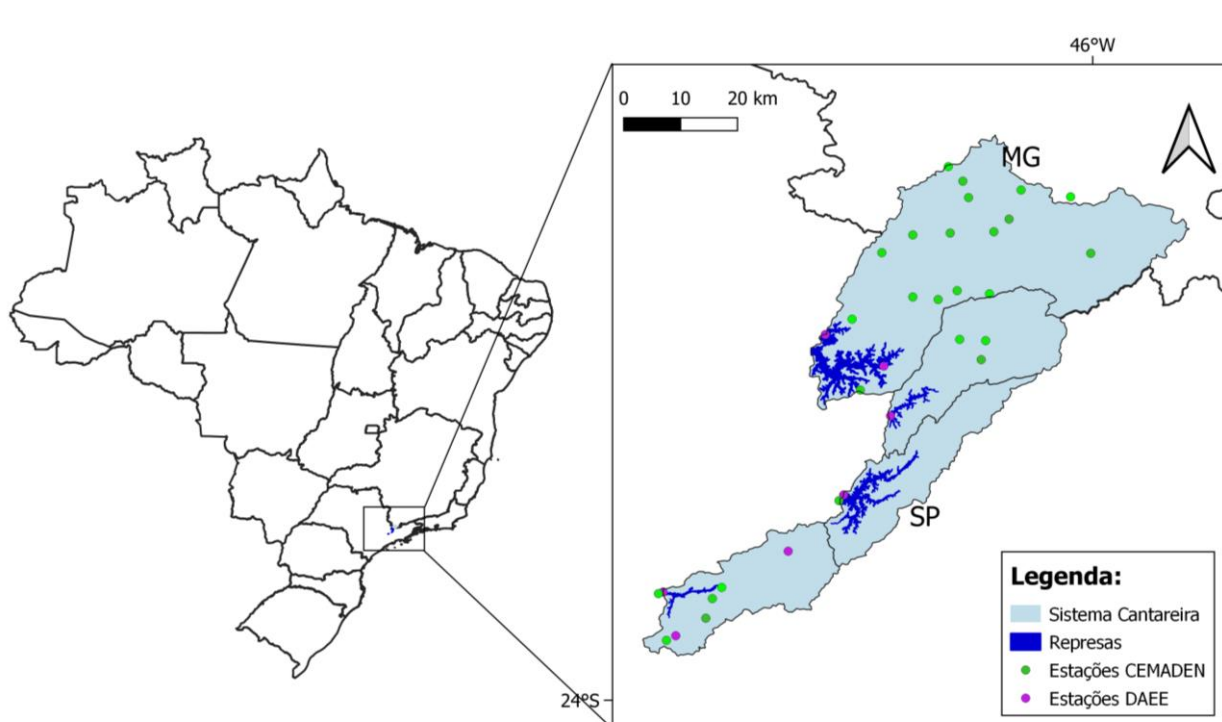 46°W
0 10 20 km
MG
SP
Legenda:
Sistema Cantareira
Represas
Estações CEMADEN
Estações DAEE
24°S